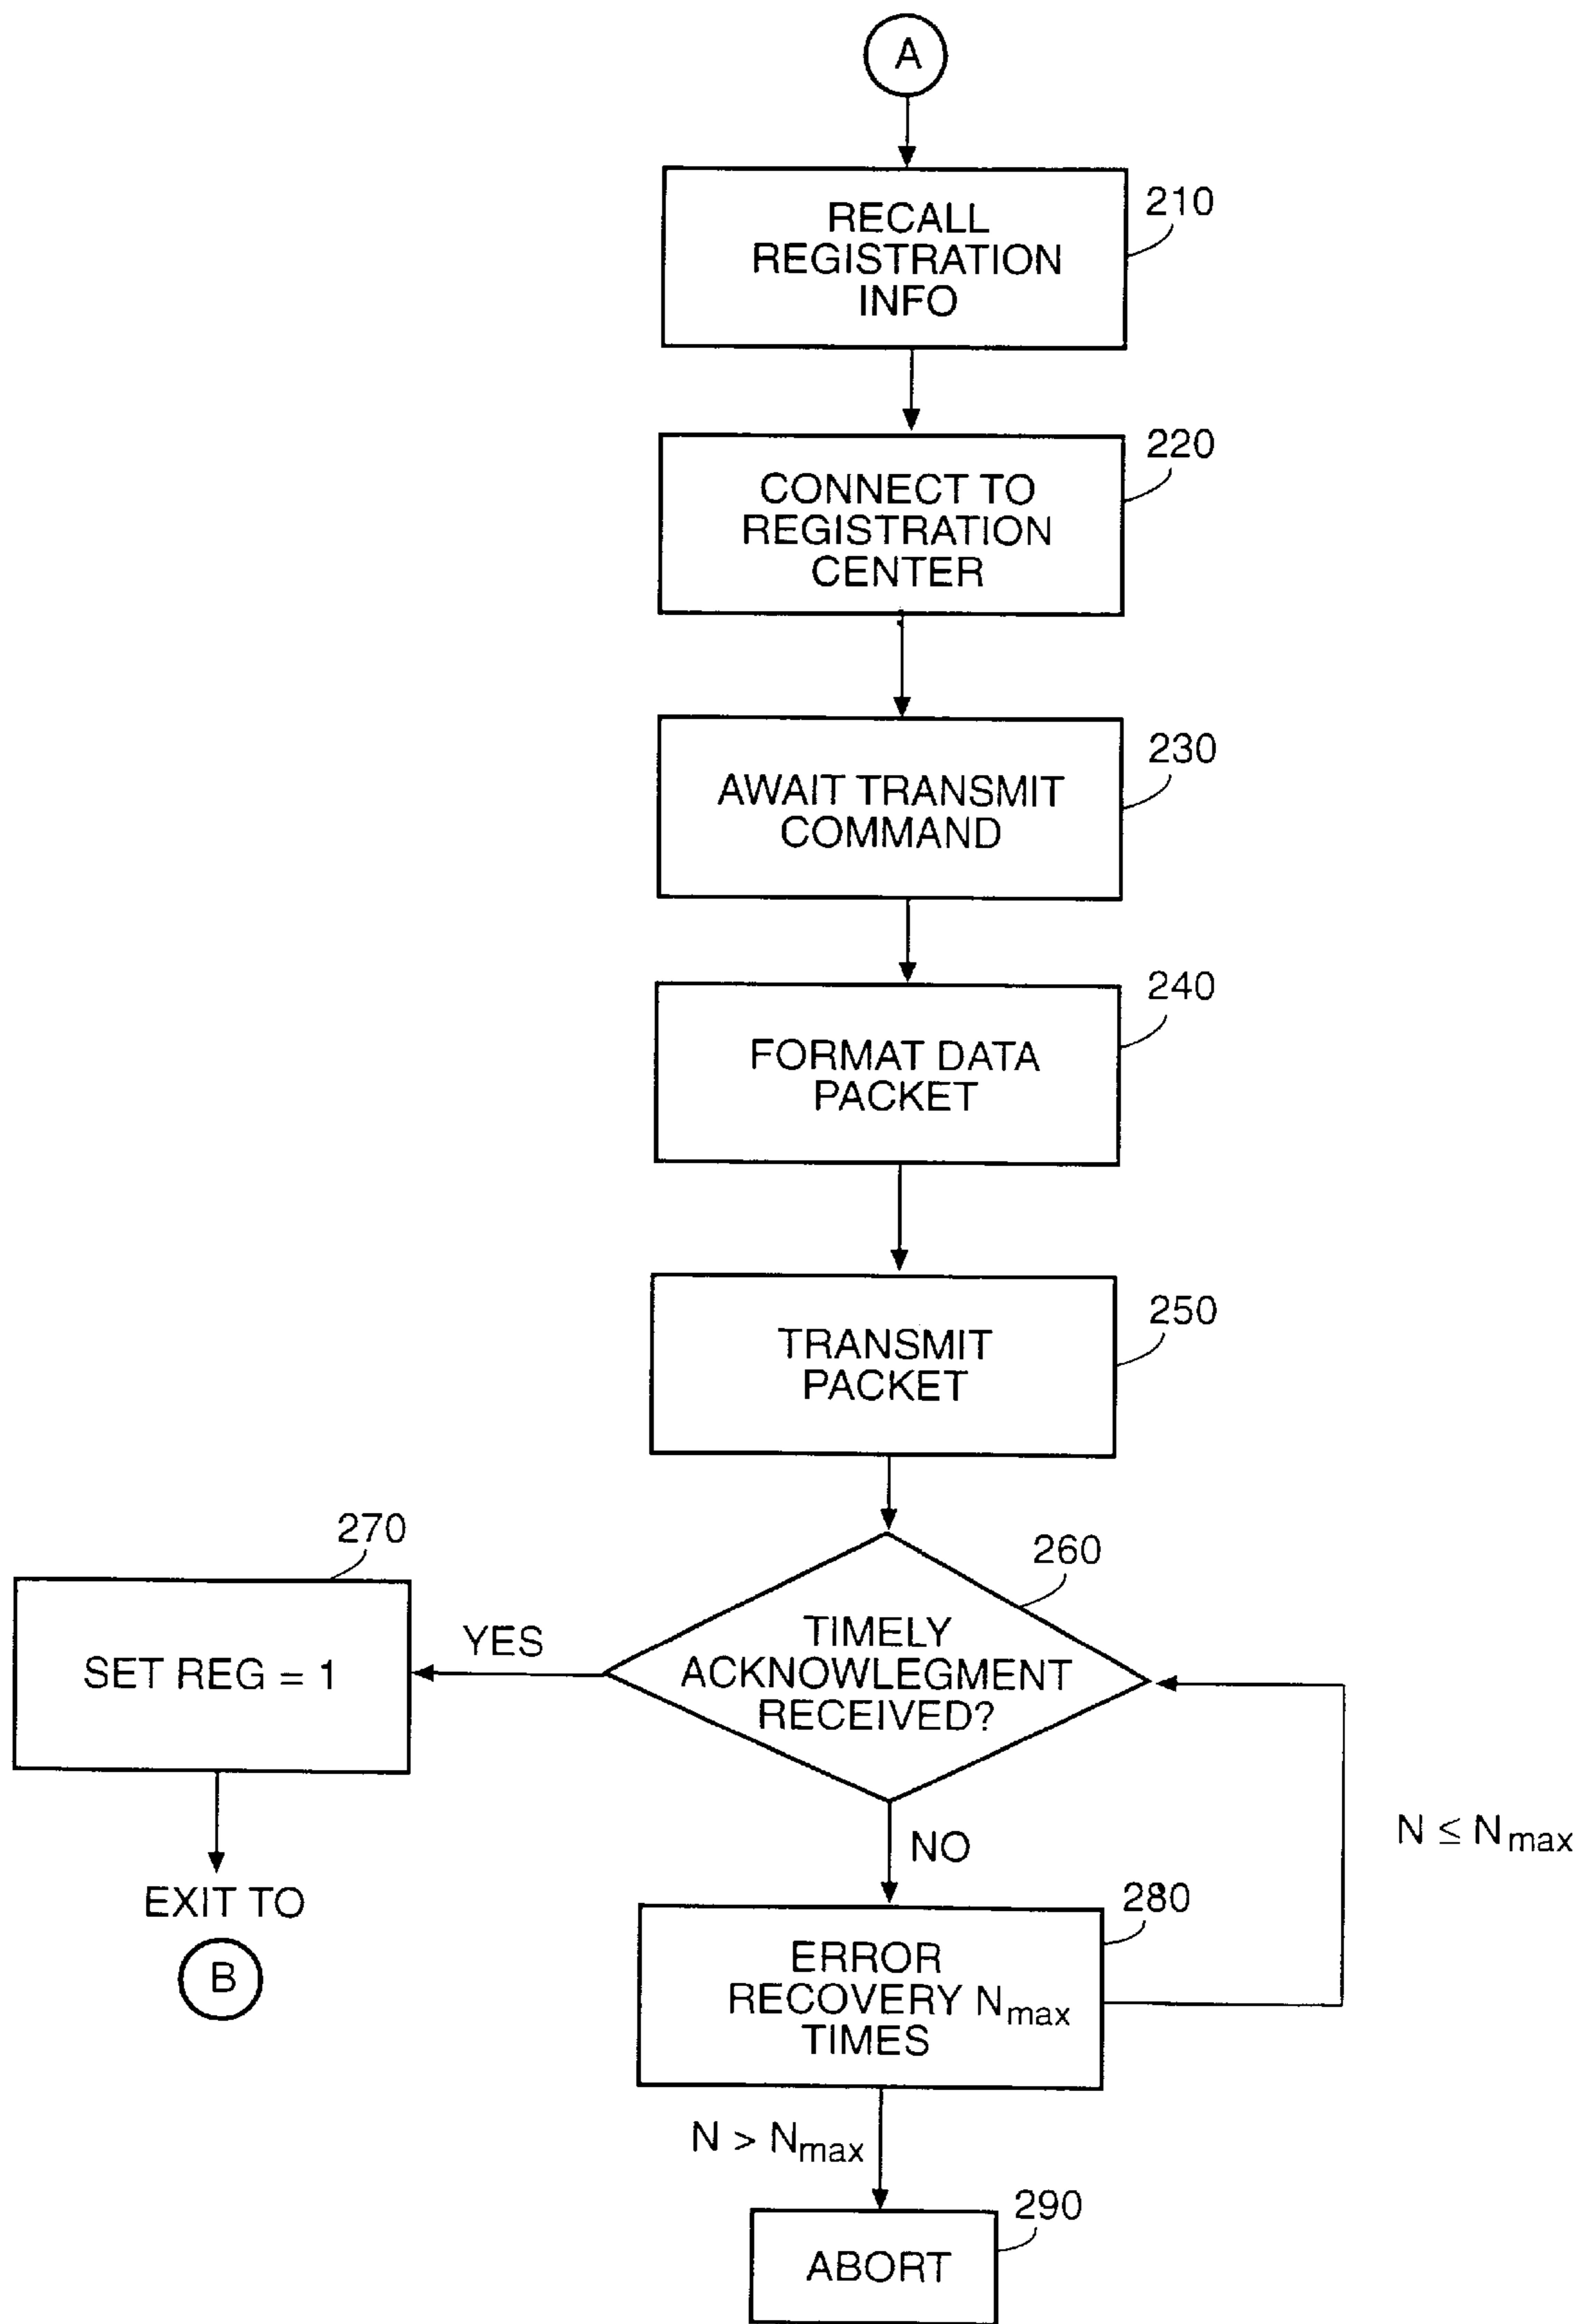 A
210
RECALL
REGISTRATION
INFO
220
CONNECT TO
REGISTRATION
CENTER
230
AWAIT TRANSMIT
COMMAND
240
FORMAT DATA
PACKET
250
TRANSMIT
PACKET
270
260
SET REG = 1
YES
TIMELY
ACKNOWLEGMENT
RECEIVED?
NO
N ≤ Nmax
EXIT TO
B
280
ERROR
RECOVERY Nmax
TIMES
N > Nmax
290
ABORT